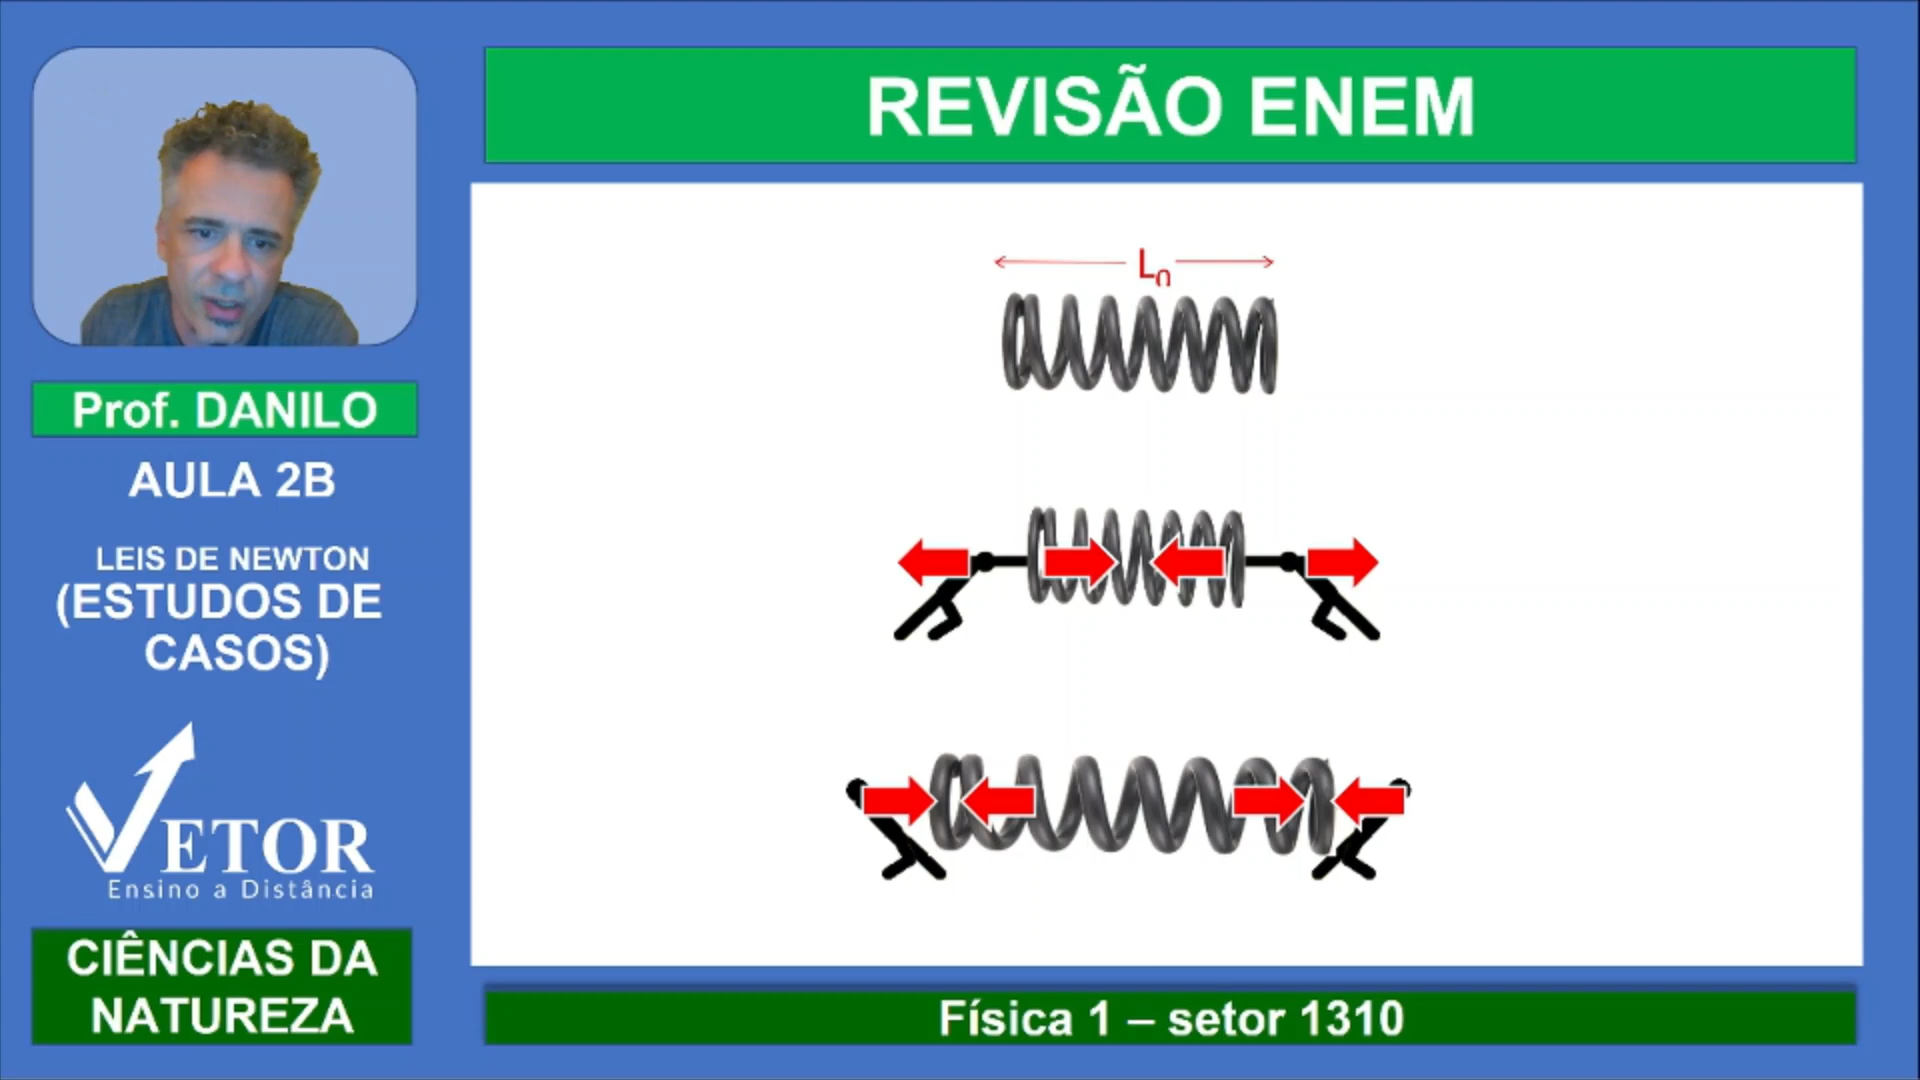 REVISÃO ENEM
L₀
Prof. DANILO
AULA 2B
LEIS DE NEWTON
(ESTUDOS DE
CASOS)
VETOR
Ensino a Distância
CIÊNCIAS DA
NATUREZA
Física 1 – setor 1310